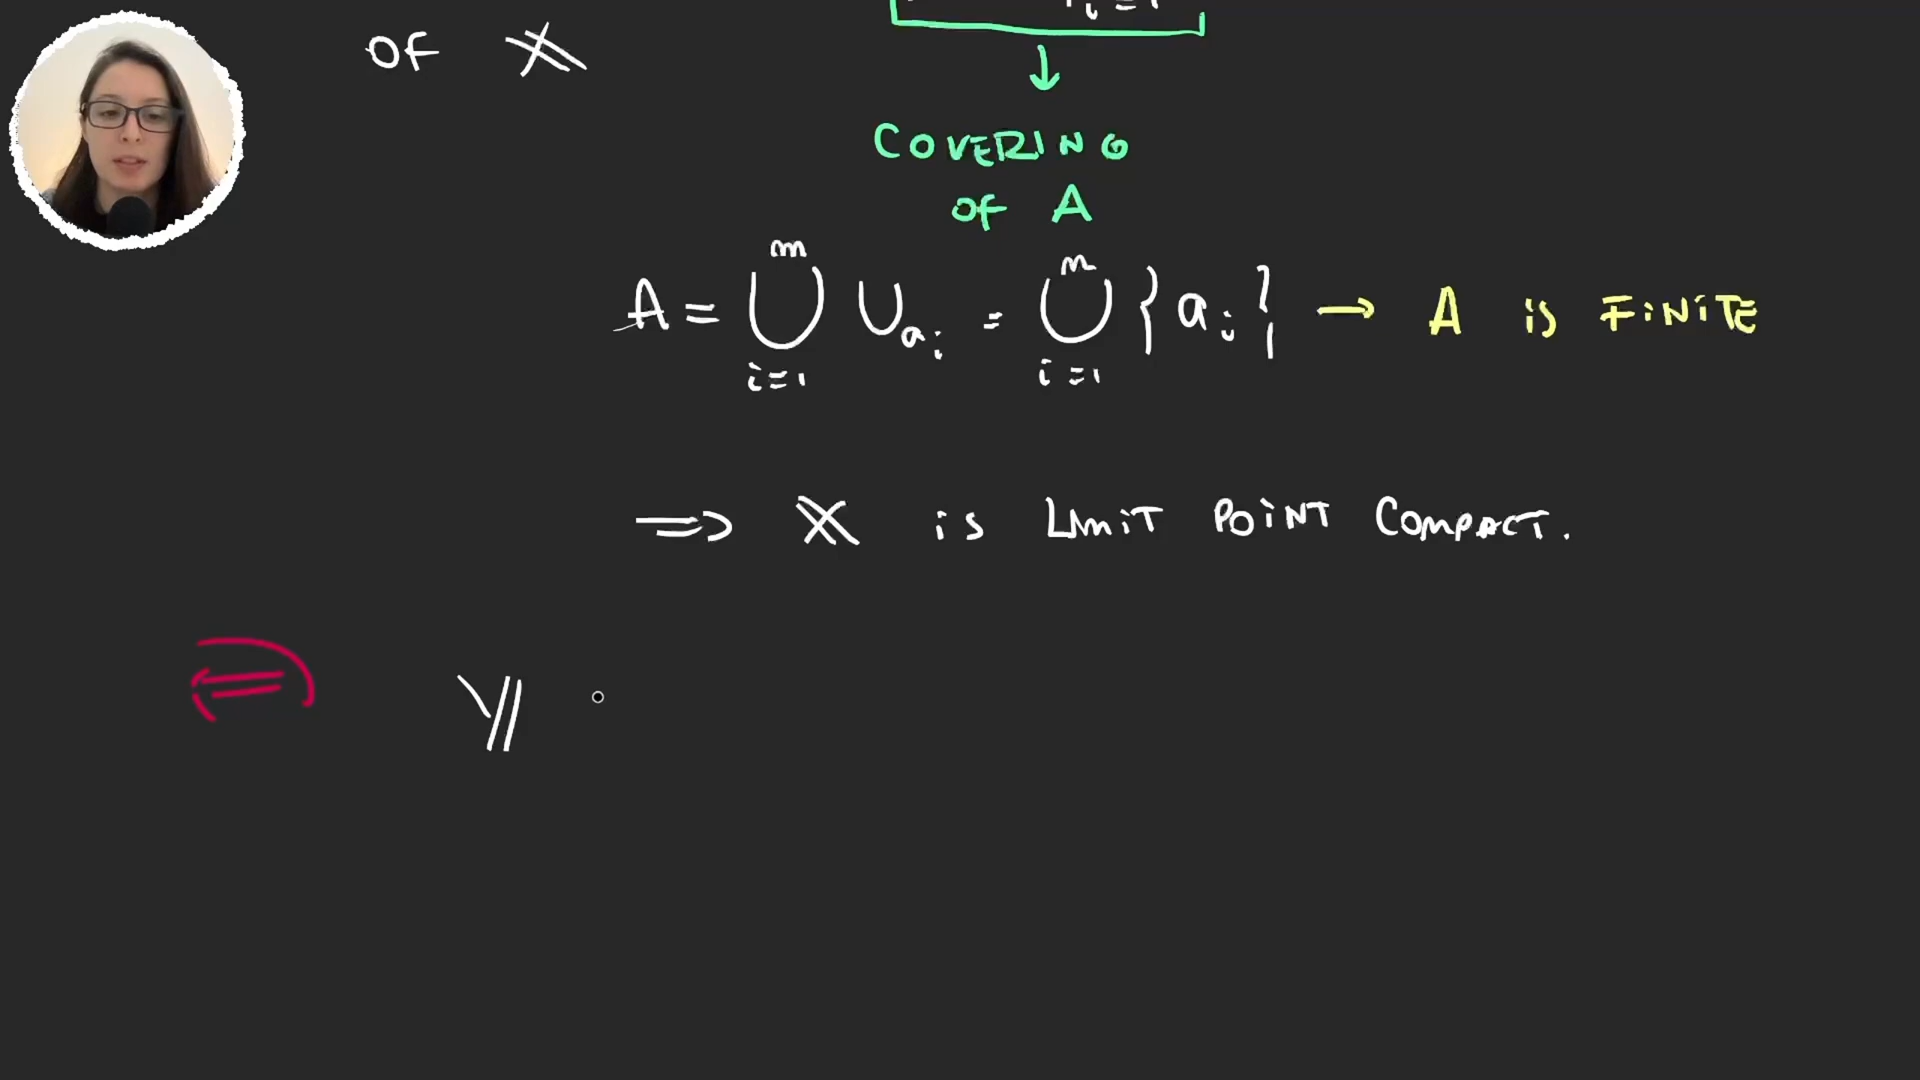 of 𝕏
COVERING
of A
A = ⋃_{i=1}^{n} U_{a_i} = ⋃_{i=1}^{n} {a_i} → A is FiNiTE
⇒ 𝕏 is LimiT POiNT COMPACT.
⇐ 𝕐